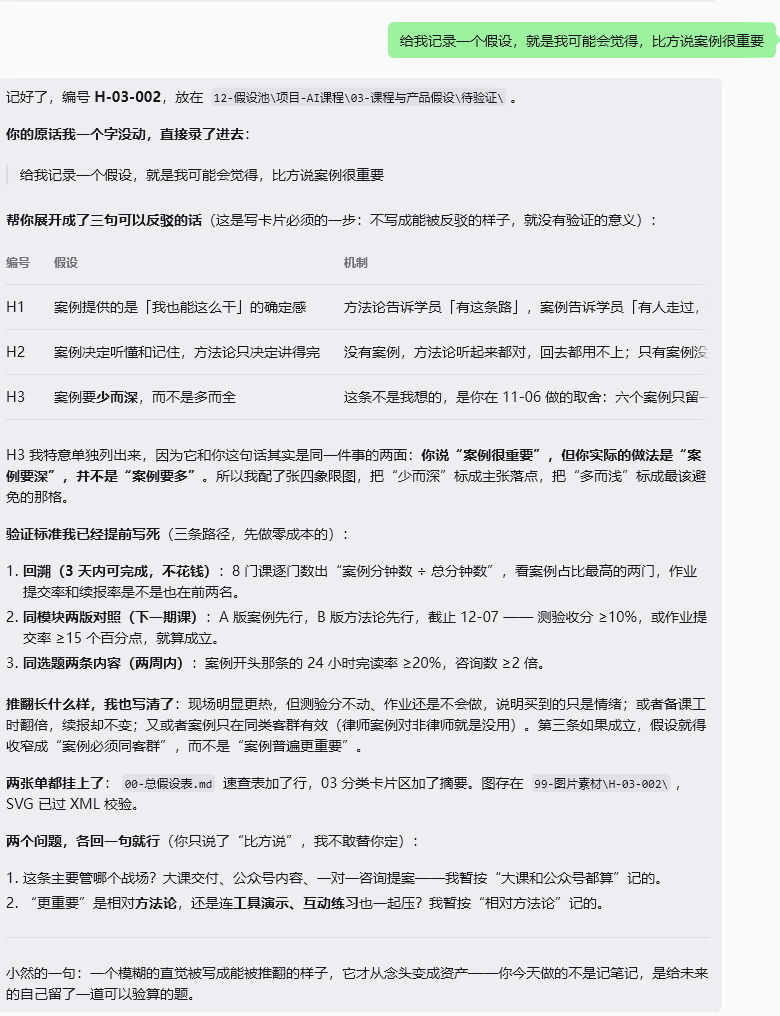 给我记录一个假设，就是我可能会觉得，比方说案例很重要
记好了，编号 H-03-002，放在 12-假设池\项目-AI课程\03-课程与产品假设\待验证\ 。
你的原话我一个字没动，直接录了进去：
给我记录一个假设，就是我可能会觉得，比方说案例很重要
帮你展开成了三句可以反驳的话（这是写卡片必须的一步：不写成能被反驳的样子，就没有验证的意义）：
编号 假设 机制
H1 案例提供的是「我也能这么干」的确定感 方法论告诉学员「有这条路」，案例告诉学员「有人走过，
H2 案例决定听懂和记住，方法论只决定讲得完 没有案例，方法论听起来都对，回去都用不上；只有案例没
H3 案例要少而深，而不是多而全 这条不是我想的，是你在 11-06 做的取舍：六个案例只留一
H3 我特意单独列出来，因为它和你这句话其实是同一件事的两面：你说“案例很重要”，但你实际的做法是“案
例要深”，并不是“案例要多”。所以我配了张四象限图，把“少而深”标成主张落点，把“多而浅”标成最该避
免的那格。
验证标准我已经提前写死（三条路径，先做零成本的）：
1. 回溯（3 天内可完成，不花钱）：8 门课逐门数出“案例分钟数 ÷ 总分钟数”，看案例占比最高的两门，作业
提交率和续报率是不是也在前两名。
2. 同模块两版对照（下一期课）：A 版案例先行，B 版方法论先行，截止 12-07 —— 测验收分 ≥10%，或作业提
交率 ≥15 个百分点，就算成立。
3. 同选题两条内容（两周内）：案例开头那条的 24 小时完读率 ≥20%，咨询数 ≥2 倍。
推翻长什么样，我也写清了：现场明显更热，但测验分不动、作业还是不会做，说明买到的只是情绪；或者备课工
时翻倍，续报却不变；又或者案例只在同类客群有效（律师案例对非律师就是没用）。第三条如果成立，假设就得
收窄成“案例必须同客群”，而不是“案例普遍更重要”。
两张单都挂上了： 00-总假设表.md 速查表加了行，03 分类卡片区加了摘要。图存在 99-图片素材\H-03-002\ ，
SVG 已过 XML 校验。
两个问题，各回一句就行（你只说了“比方说”，我不敢替你定）：
1. 这条主要管哪个战场？大课交付、公众号内容、一对一咨询提案——我暂按“大课和公众号都算”记的。
2. “更重要”是相对方法论，还是连工具演示、互动练习也一起压？我暂按“相对方法论”记的。
小然的一句：一个模糊的直觉被写成能被推翻的样子，它才从念头变成资产——你今天做的不是记笔记，是给未来
的自己留了一道可以验算的题。